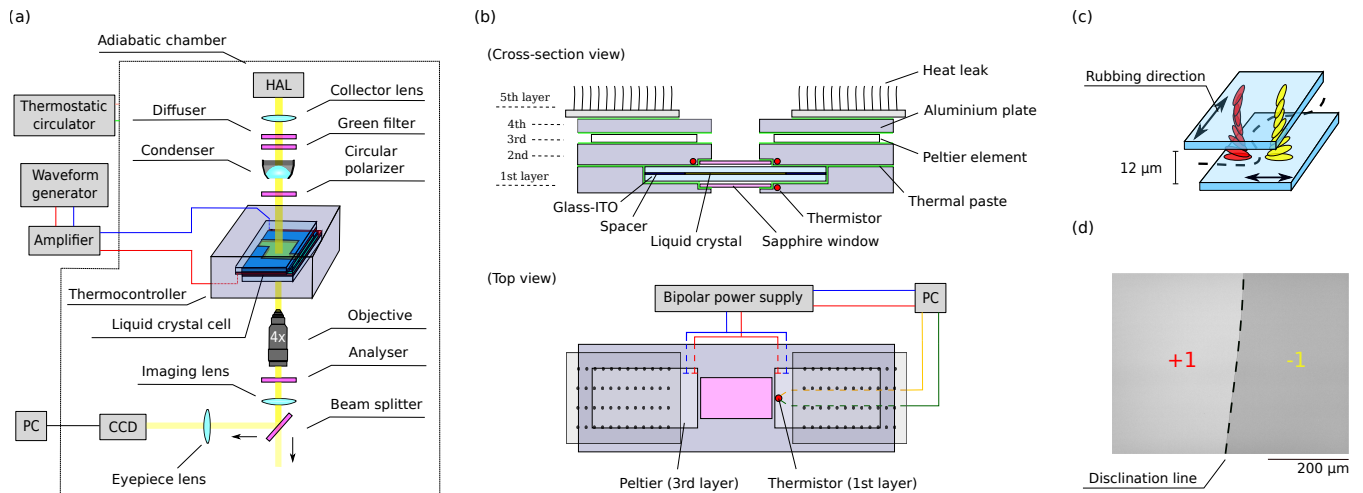 (a)
Adiabatic chamber
HAL
Thermostatic
circulator
Collector lens
Diffuser
Green filter
Condenser
Circular
polarizer
Waveform
generator
Amplifier
Thermocontroller
Liquid crystal cell
Objective
4x
Analyser
Imaging lens
Beam splitter
PC
CCD
Eyepiece lens
(b)
(Cross-section view)
Heat leak
5th layer
Aluminium plate
4th
3rd
2nd
Peltier element
1st layer
Glass-ITO
Spacer
Liquid crystal
Sapphire window
Thermistor
Thermal paste
(Top view)
Bipolar power supply
PC
Peltier (3rd layer)
Thermistor (1st layer)
(c)
Rubbing direction
12 μm
(d)
+1
-1
Disclination line
200 μm